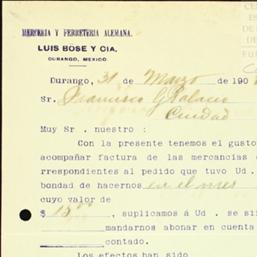 MERCERIA Y FERRETERIA ALEMANA.
LUIS BOSE Y CIA.
DURANGO, MEXICO.
Durango, 31 de Marzo de 190
Sr. Francisco G. Palacio
Ciudad
Muy Sr . nuestro :
Con la presente tenemos el gusto
acompañar factura de las mercancias
rrespondientes al pedido que tuvo Ud.
bondad de hacernos en el mes
cuyo valor de
$ 15.00 , suplicamos á Ud . se si
mandarnos abonar en cuenta
contado.
Los efectos han sido